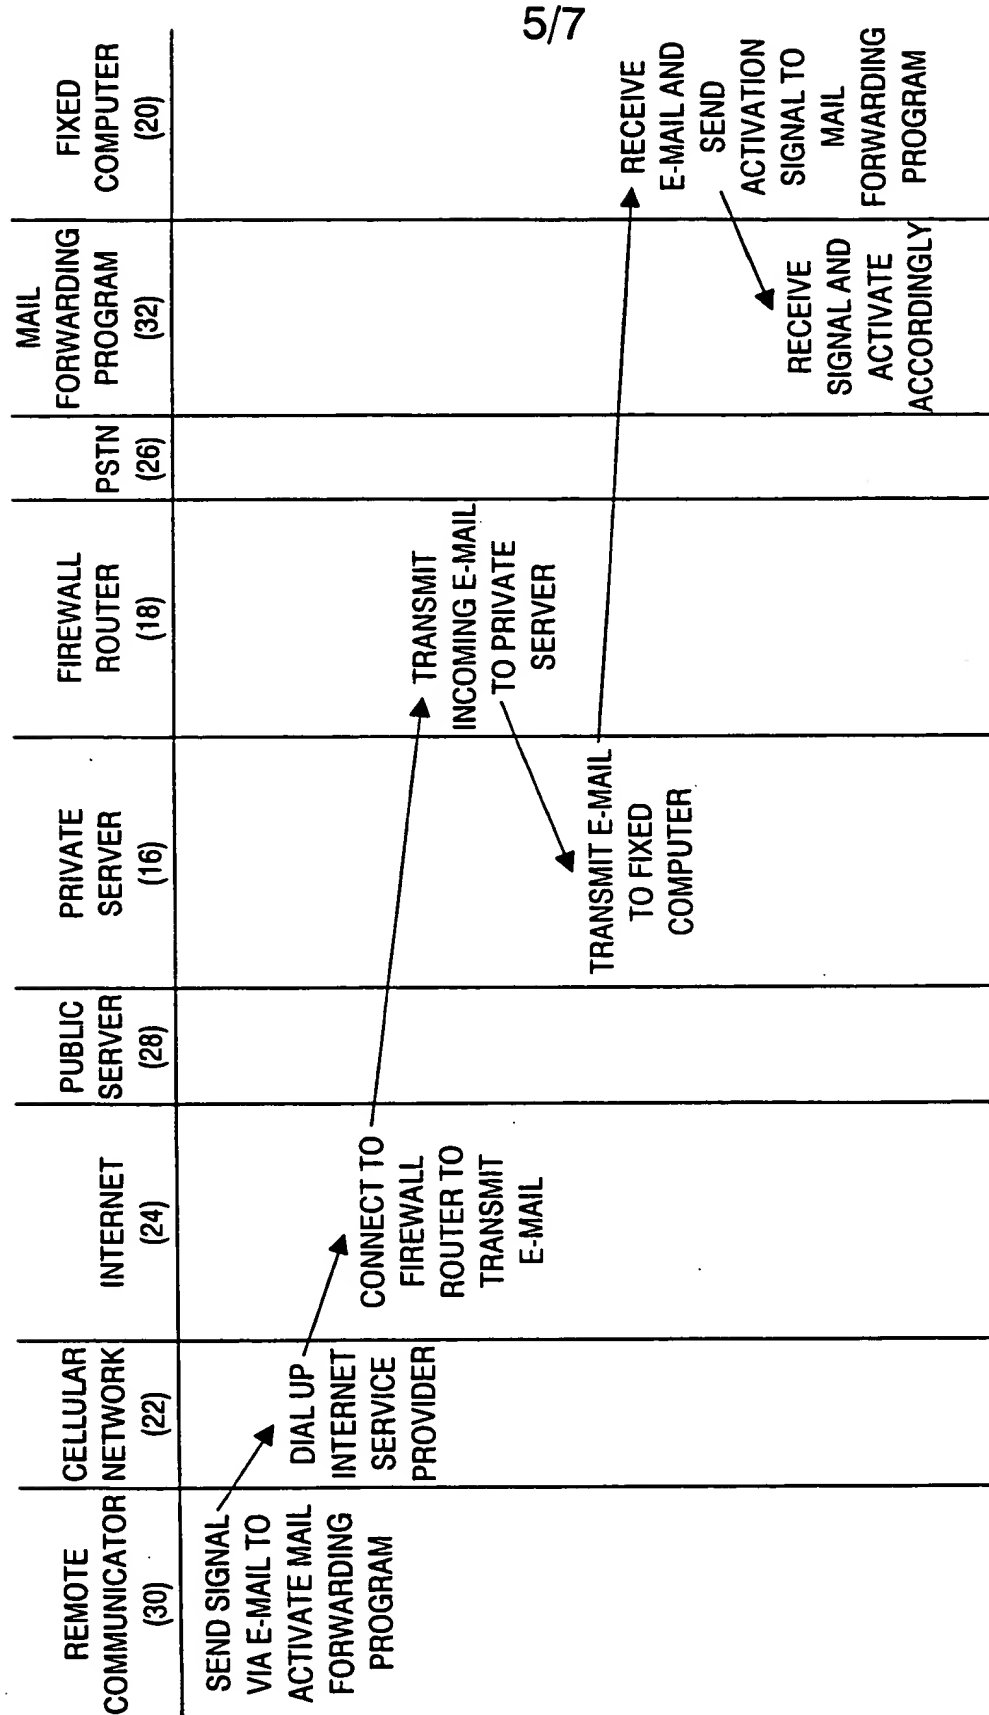 5/7
REMOTE
COMMUNICATOR
(30)
CELLULAR
NETWORK
(22)
INTERNET
(24)
PUBLIC
SERVER
(28)
PRIVATE
SERVER
(16)
FIREWALL
ROUTER
(18)
PSTN
(26)
MAIL
FORWARDING
PROGRAM
(32)
FIXED
COMPUTER
(20)
SEND SIGNAL
VIA E-MAIL TO
ACTIVATE MAIL
FORWARDING
PROGRAM
DIAL UP
INTERNET
SERVICE
PROVIDER
CONNECT TO
FIREWALL
ROUTER TO
TRANSMIT
E-MAIL
TRANSMIT
INCOMING E-MAIL
TO PRIVATE
SERVER
TRANSMIT E-MAIL
TO FIXED
COMPUTER
RECEIVE
E-MAIL AND
SEND
ACTIVATION
SIGNAL TO
MAIL
FORWARDING
PROGRAM
RECEIVE
SIGNAL AND
ACTIVATE
ACCORDINGLY